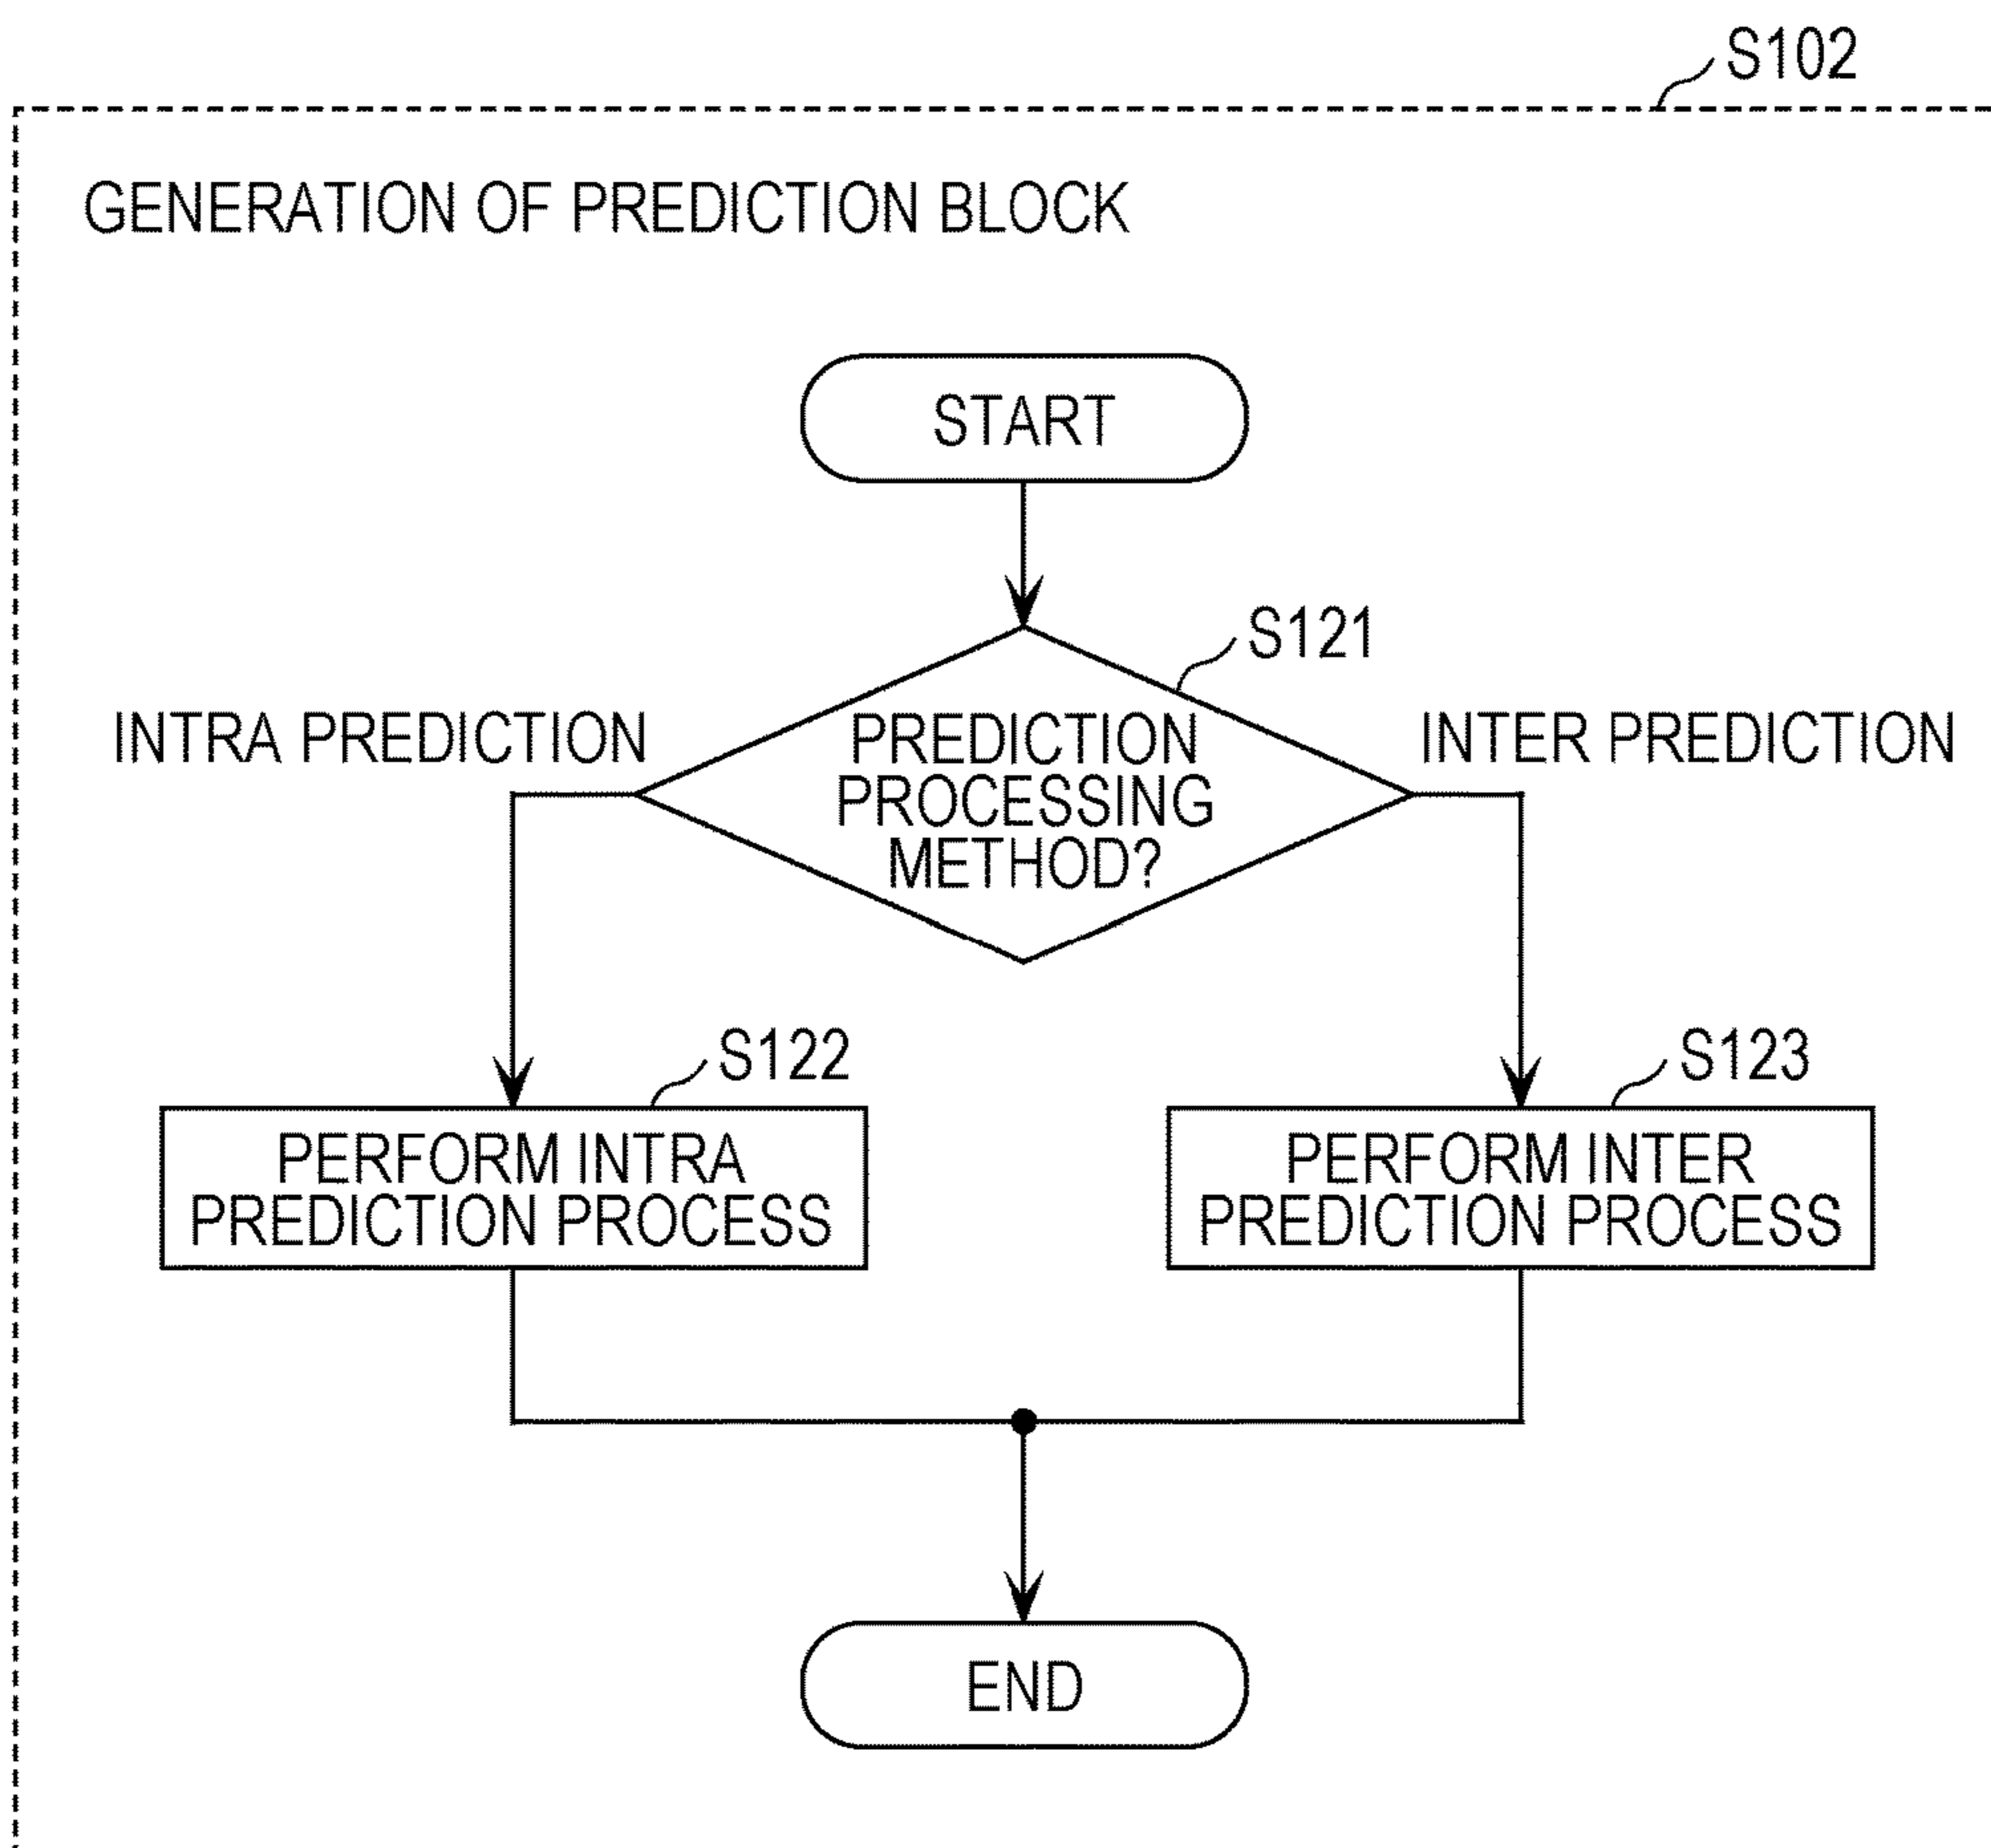 S102
GENERATION OF PREDICTION BLOCK
START
S121
INTRA PREDICTION
PREDICTION
PROCESSING
METHOD?
INTER PREDICTION
S122
PERFORM INTRA
PREDICTION PROCESS
S123
PERFORM INTER
PREDICTION PROCESS
END